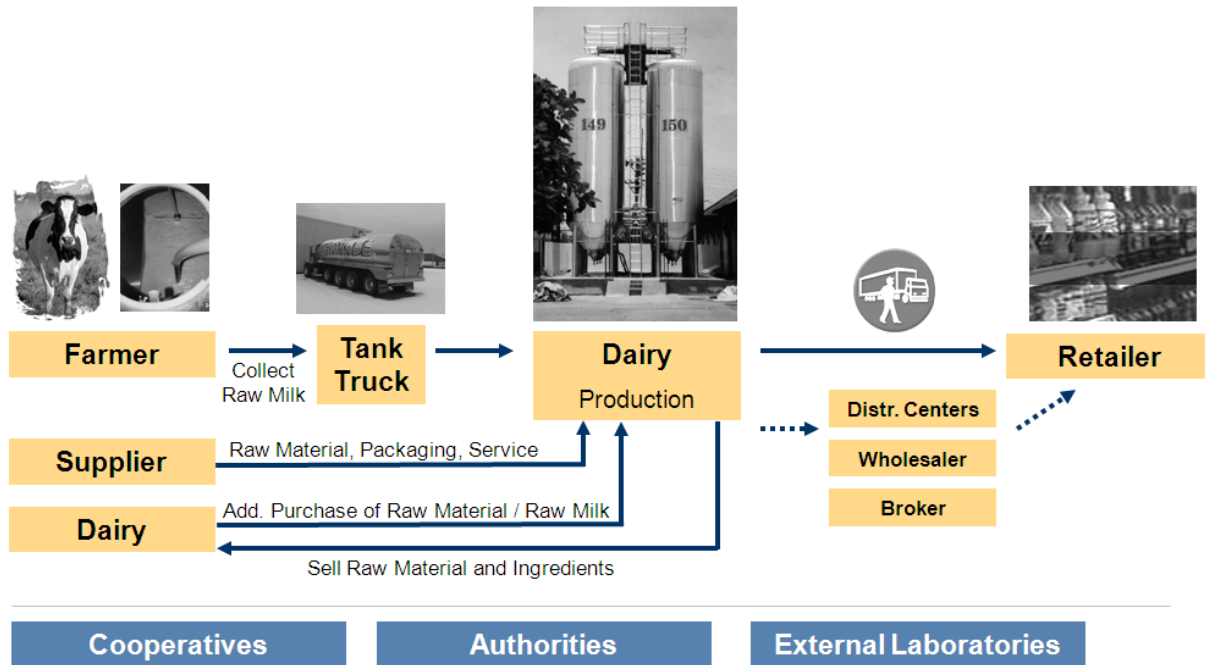 149
150
Farmer
Collect
Raw Milk
Tank
Truck
Dairy
Production
Retailer
Distr. Centers
Wholesaler
Broker
Supplier
Raw Material, Packaging, Service
Dairy
Add. Purchase of Raw Material / Raw Milk
Sell Raw Material and Ingredients
Cooperatives
Authorities
External Laboratories